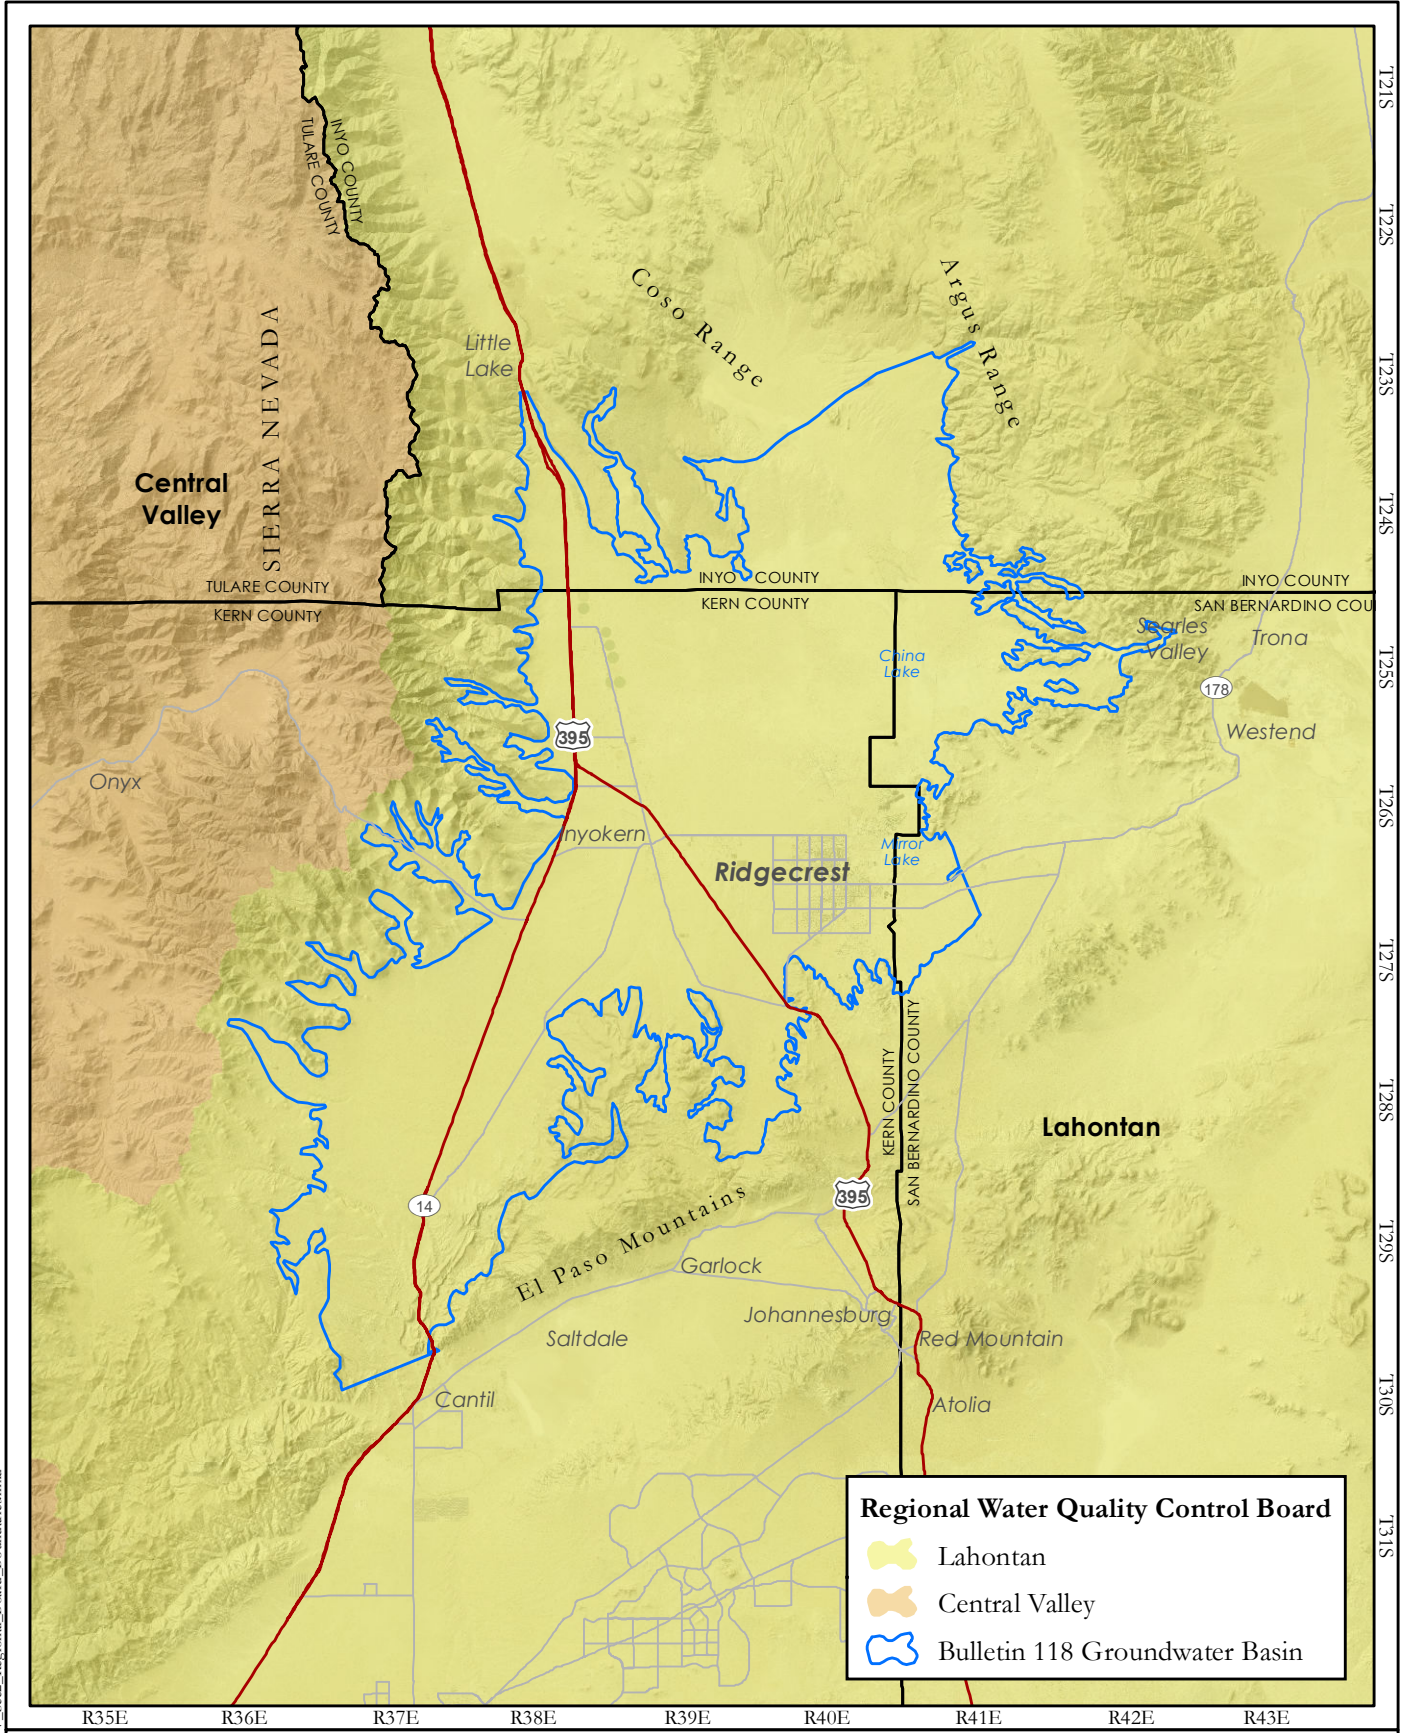 T21S
INYO COUNTY
TULARE COUNTY
T22S
Coso Range
Argus Range
SIERRA NEVADA
Little
Lake
T23S
Central
Valley
T24S
TULARE COUNTY
KERN COUNTY
INYO COUNTY
KERN COUNTY
INYO COUNTY
SAN BERNARDINO COU
Searles
Valley
Trona
China
Lake
T25S
178
395
Westend
Onyx
T26S
Inyokern
Mirror
Lake
Ridgecrest
T27S
KERN COUNTY
SAN BERNARDINO COUNTY
T28S
Lahontan
395
14
El Paso Mountains
T29S
Garlock
Johannesburg
Saltdale
Red Mountain
Cantil
Atolia
T30S
Regional Water Quality Control Board
Lahontan
Central Valley
Bulletin 118 Groundwater Basin
T31S
R35E
R36E
R37E
R38E
R39E
R40E
R41E
R42E
R43E